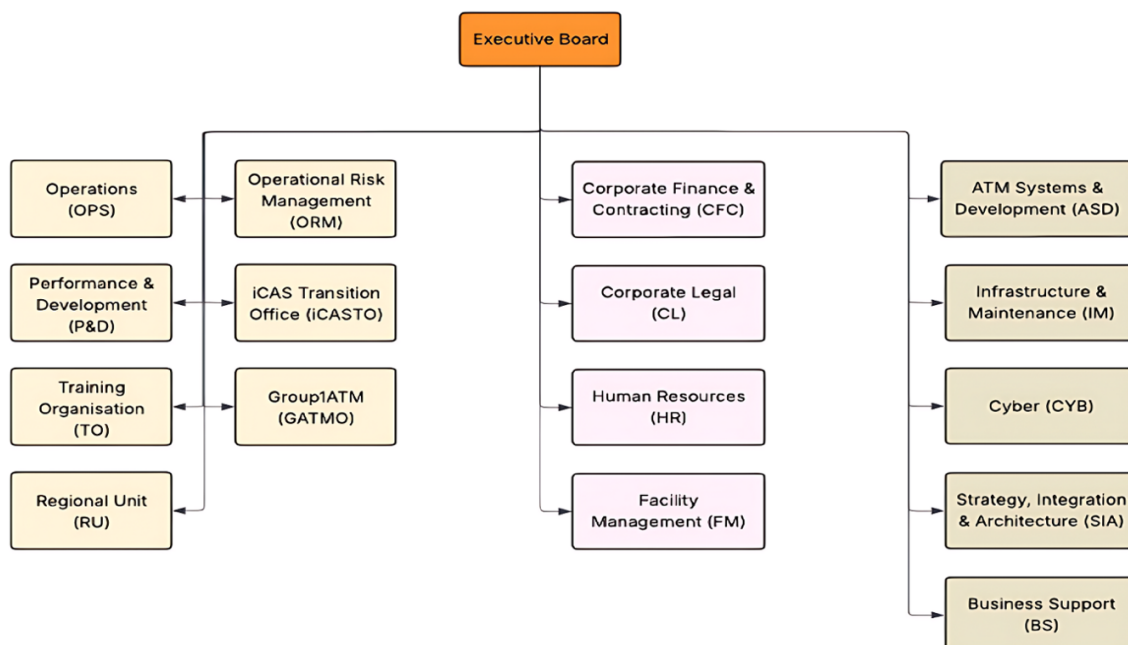 Executive Board
Operations
(OPS)
Operational Risk
Management
(ORM)
Performance &
Development
(P&D)
iCAS Transition
Office (iCASTO)
Training
Organisation
(TO)
Group1ATM
(GATMO)
Regional Unit
(RU)
Corporate Finance &
Contracting (CFC)
Corporate Legal
(CL)
Human Resources
(HR)
Facility
Management (FM)
ATM Systems &
Development (ASD)
Infrastructure &
Maintenance (IM)
Cyber (CYB)
Strategy, Integration
& Architecture (SIA)
Business Support
(BS)